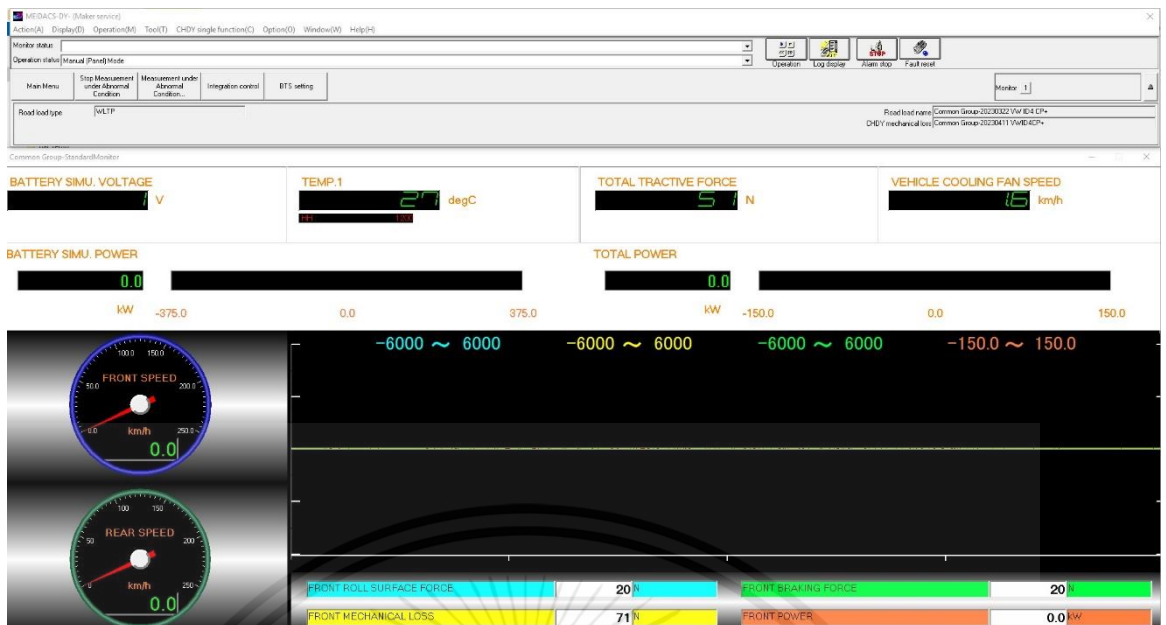 MEIDACS-DY- (Maker service)
Action(A) Display(D) Operation(M) Tool(T) CHDY single function(C) Option(O) Window(W) Help(H)
Monitor status
Operation status Manual (Panel) Mode
Operation Log display Alarm stop Fault reset
STOP
Main Menu
Stop Measurement under Abnormal Condition
Measurement under Abnormal Condition...
Integration control
BTS setting
Monitor 1
Road load type WLTP
Road load name Common Group-20230322 VW ID4 CP+
CHDY mechanical loss Common Group-20230411 VWID4CP+
Common Group-StandardMonitor
BATTERY SIMU. VOLTAGE TEMP.1 TOTAL TRACTIVE FORCE VEHICLE COOLING FAN SPEED
1 V 27 degC 51 N 1.6 km/h
HH 1200
BATTERY SIMU. POWER TOTAL POWER
0.0 0.0
kW -375.0 0.0 375.0 kW -150.0 0.0 150.0
-6000 ~ 6000 -6000 ~ 6000 -6000 ~ 6000 -150.0 ~ 150.0
100.0 150.0
FRONT SPEED
50.0 200.0
0.0 km/h 250.0
0.0
100 150
REAR SPEED
50 200
0 km/h 250
0.0
FRONT ROLL SURFACE FORCE 20 N FRONT BRAKING FORCE 20 N
FRONT MECHANICAL LOSS 71 N FRONT POWER 0.0 kW